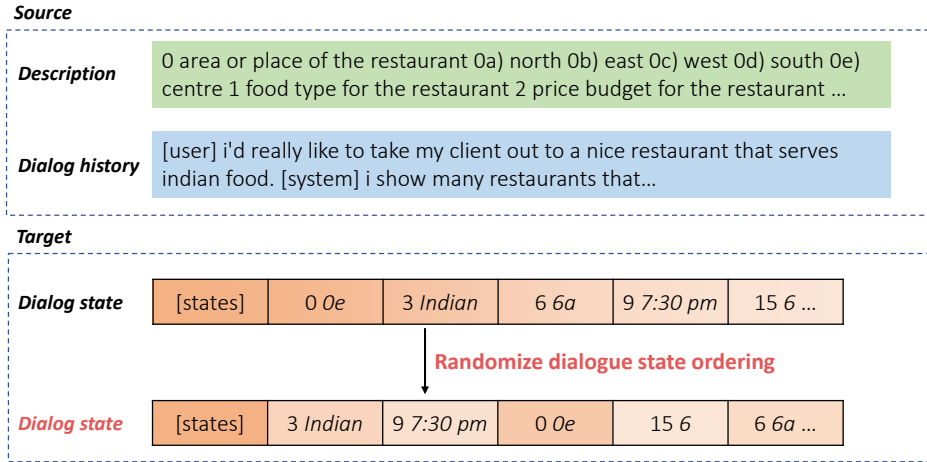 Source
Description
0 area or place of the restaurant 0a) north 0b) east 0c) west 0d) south 0e)
centre 1 food type for the restaurant 2 price budget for the restaurant ...
Dialog history
[user] i'd really like to take my client out to a nice restaurant that serves
indian food. [system] i show many restaurants that...
Target
Dialog state [states] 0 0e 3 Indian 6 6a 9 7:30 pm 15 6 ...
Randomize dialogue state ordering
Dialog state [states] 3 Indian 9 7:30 pm 0 0e 15 6 6 6a ...